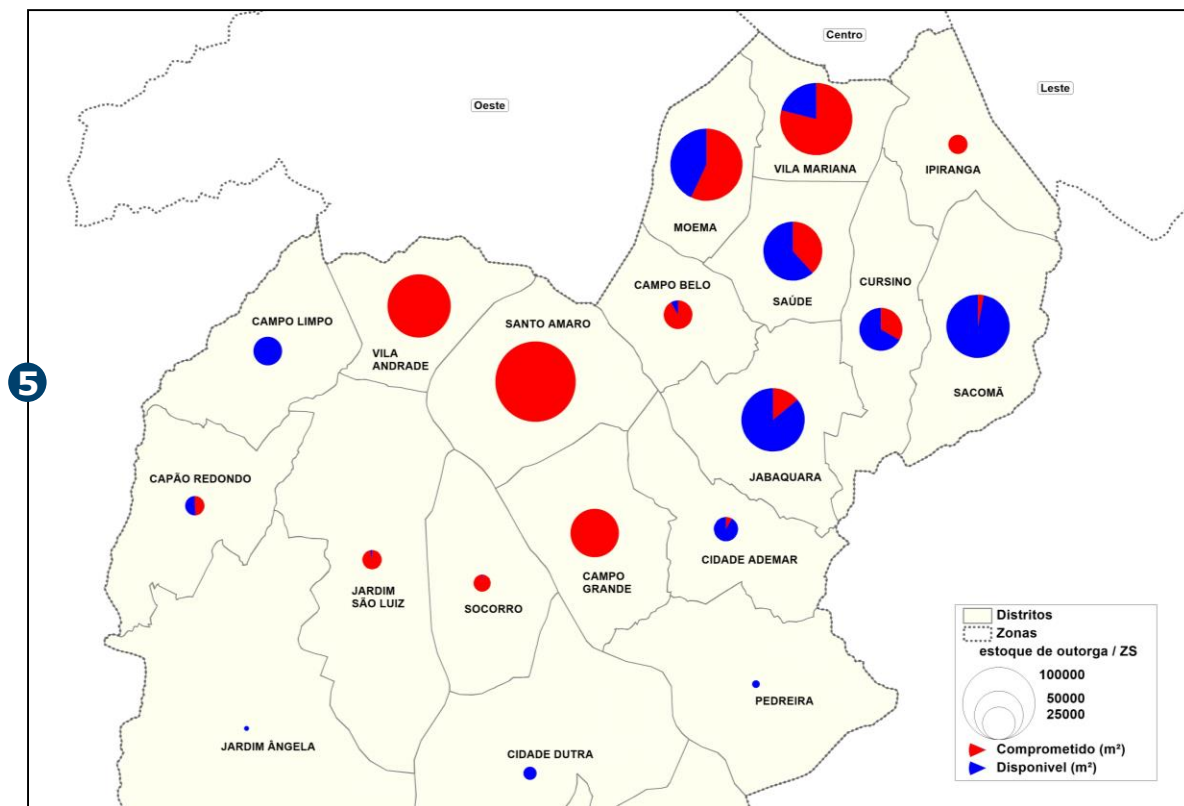 5
Centro
Oeste
Leste
VILA MARIANA
IPIRANGA
MOEMA
CAMPO BELO
SAÚDE
CURSINO
CAMPO LIMPO
VILA
ANDRADE
SANTO AMARO
SACOMÃ
JABAQUARA
CAPÃO REDONDO
CIDADE ADEMAR
JARDIM
SÃO LUIZ
SOCORRO
CAMPO
GRANDE
PEDREIRA
JARDIM ÂNGELA
CIDADE DUTRA
Distritos
Zonas
estoque de outorga / ZS
100000
50000
25000
Comprometido (m²)
Disponivel (m²)